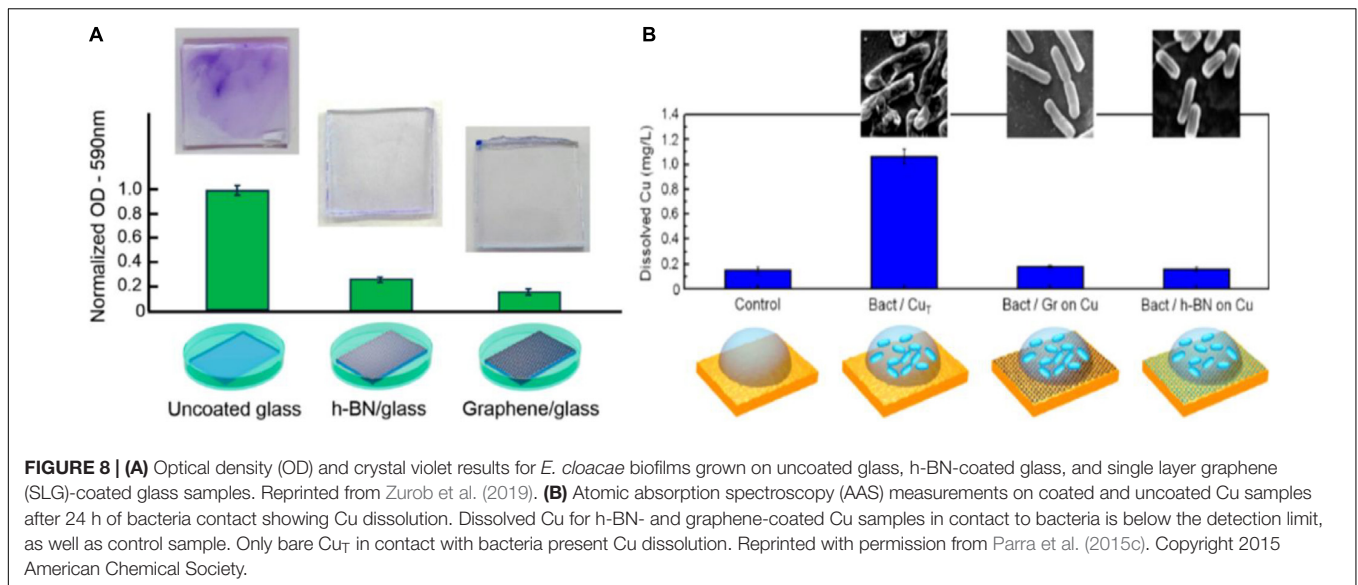 A
B
Normalized OD - 590nm
1.0
0.8
0.6
0.4
0.2
0
Uncoated glass
h-BN/glass
Graphene/glass
Dissolved Cu (mg/L)
1.4
1.2
1.0
0.8
0.6
0.4
0.2
0
Control
Bact / CuT
Bact / Gr on Cu
Bact / h-BN on Cu
FIGURE 8 | (A) Optical density (OD) and crystal violet results for E. cloacae biofilms grown on uncoated glass, h-BN-coated glass, and single layer graphene
(SLG)-coated glass samples. Reprinted from Zurob et al. (2019). (B) Atomic absorption spectroscopy (AAS) measurements on coated and uncoated Cu samples
after 24 h of bacteria contact showing Cu dissolution. Dissolved Cu for h-BN- and graphene-coated Cu samples in contact to bacteria is below the detection limit,
as well as control sample. Only bare CuT in contact with bacteria present Cu dissolution. Reprinted with permission from Parra et al. (2015c). Copyright 2015
American Chemical Society.